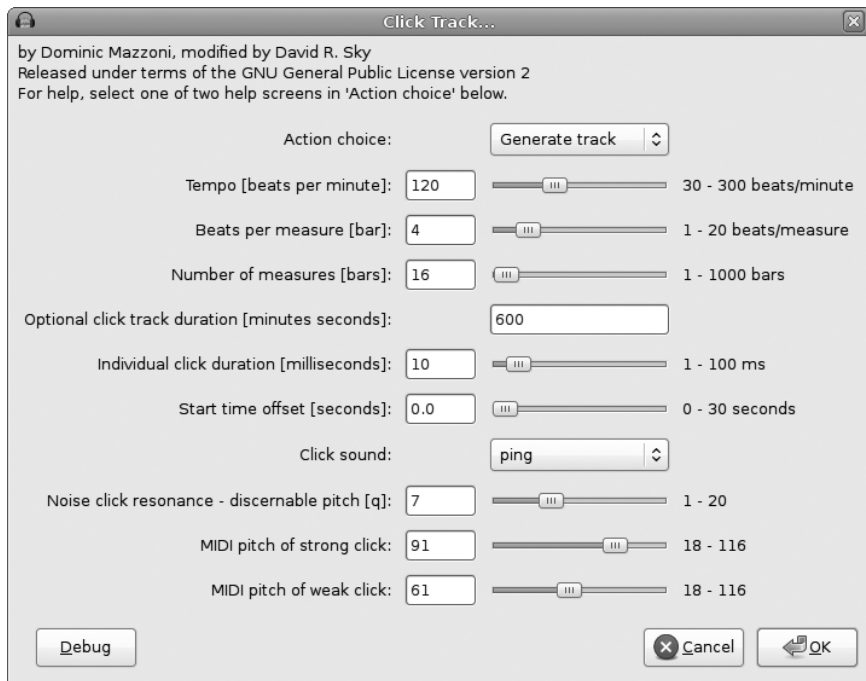 Click Track...
by Dominic Mazzoni, modified by David R. Sky
Released under terms of the GNU General Public License version 2
For help, select one of two help screens in 'Action choice' below.
Action choice: Generate track
Tempo [beats per minute]: 120 30 - 300 beats/minute
Beats per measure [bar]: 4 1 - 20 beats/measure
Number of measures [bars]: 16 1 - 1000 bars
Optional click track duration [minutes seconds]: 600
Individual click duration [milliseconds]: 10 1 - 100 ms
Start time offset [seconds]: 0.0 0 - 30 seconds
Click sound: ping
Noise click resonance - discernable pitch [q]: 7 1 - 20
MIDI pitch of strong click: 91 18 - 116
MIDI pitch of weak click: 61 18 - 116
Debug Cancel OK